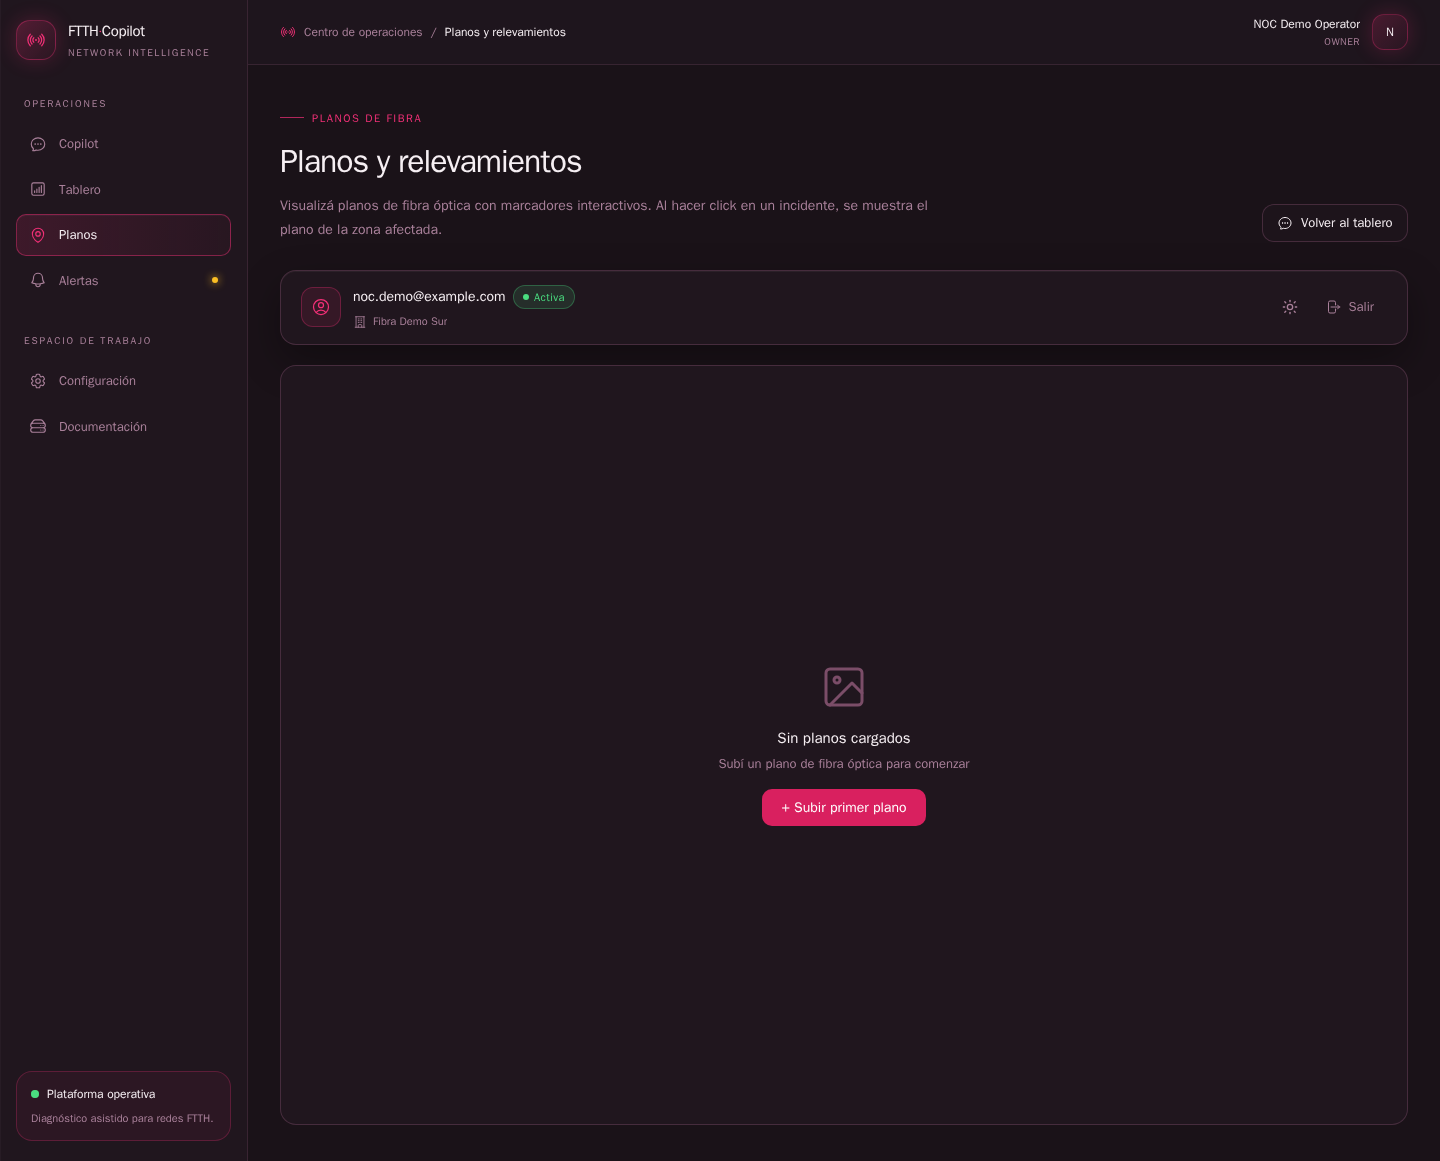 FTTH·Copilot
NETWORK INTELLIGENCE
OPERACIONES
Copilot
Tablero
Planos
Alertas
ESPACIO DE TRABAJO
Configuración
Documentación
Plataforma operativa
Diagnóstico asistido para redes FTTH.
Centro de operaciones / Planos y relevamientos
NOC Demo Operator
OWNER
N
PLANOS DE FIBRA
Planos y relevamientos
Visualizá planos de fibra óptica con marcadores interactivos. Al hacer click en un incidente, se muestra el
plano de la zona afectada.
Volver al tablero
noc.demo@example.com
Activa
Fibra Demo Sur
Salir
Sin planos cargados
Subí un plano de fibra óptica para comenzar
+ Subir primer plano